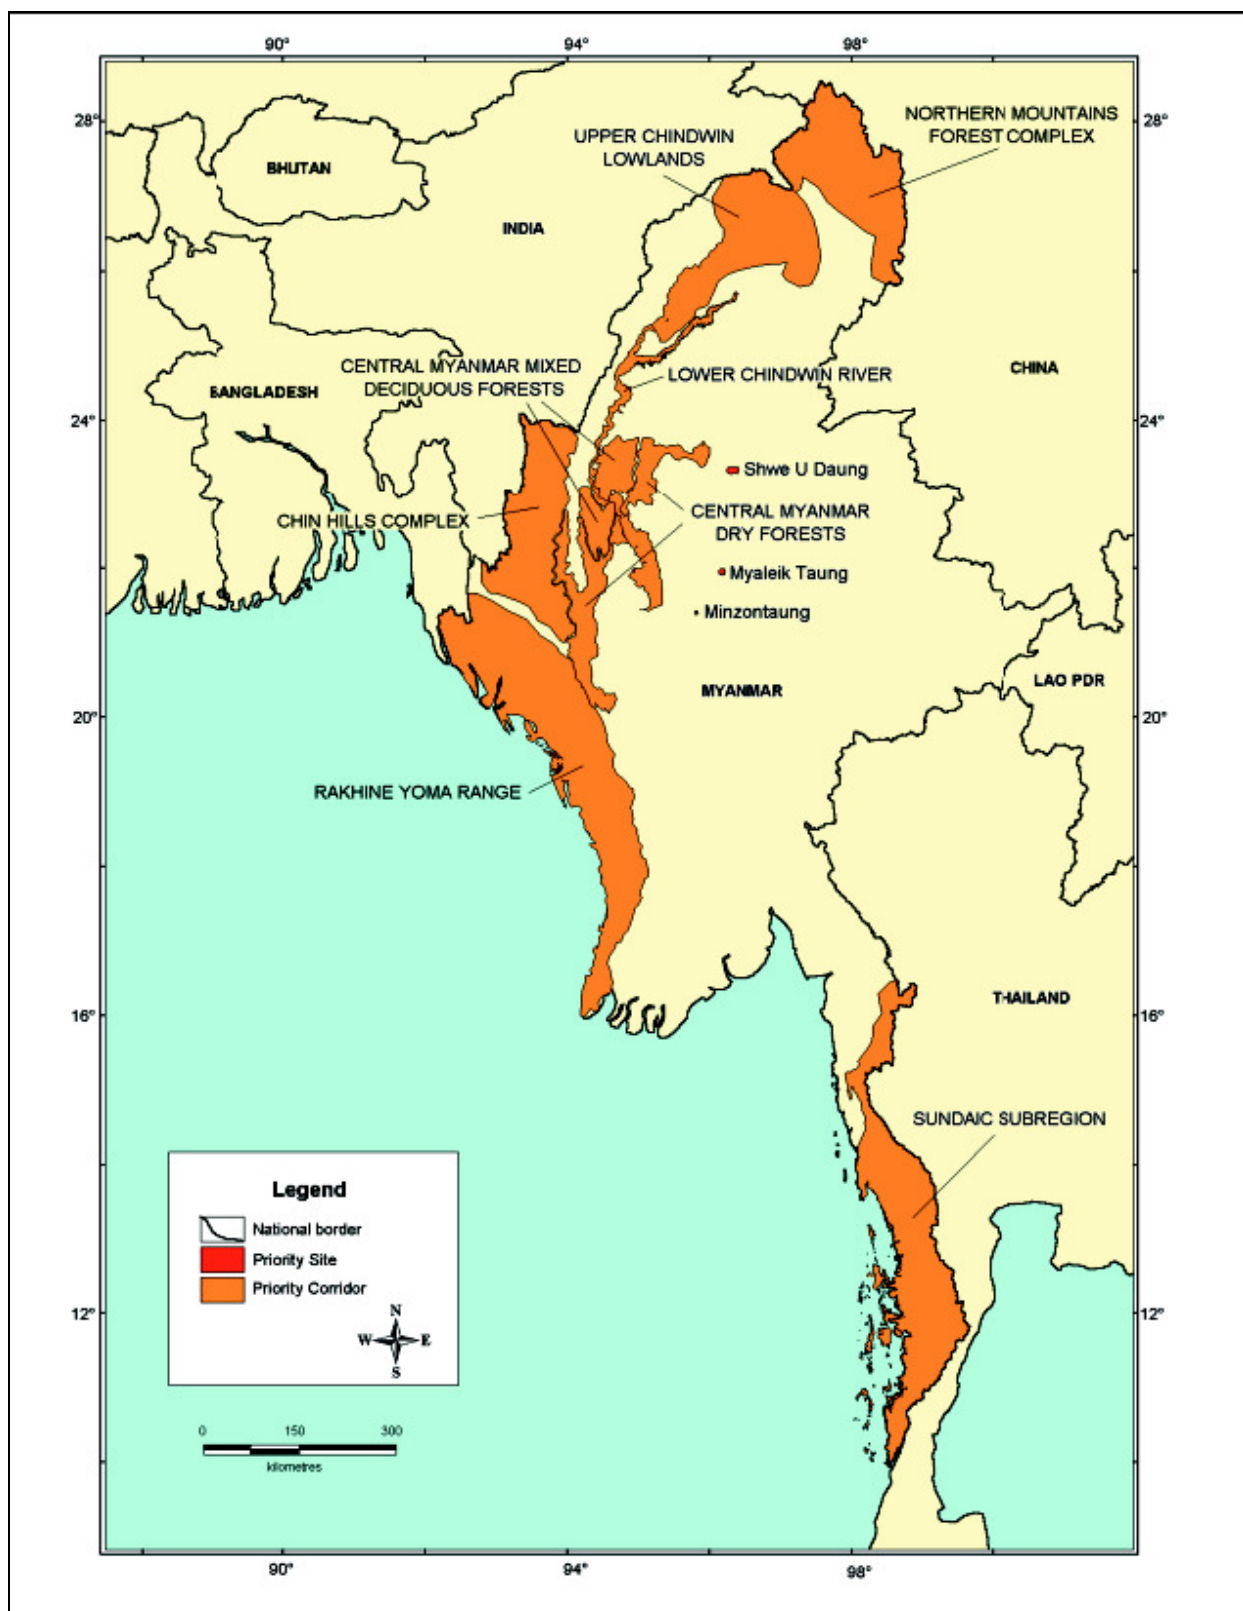 90°
94°
98°
28°
28°
NORTHERN MOUNTAINS
FOREST COMPLEX
UPPER CHINDWIN
LOWLANDS
BHUTAN
INDIA
CENTRAL MYANMAR MIXED
DECIDUOUS FORESTS
LOWER CHINDWIN RIVER
CHINA
BANGLADESH
24°
24°
Shwe U Daung
CHIN HILLS COMPLEX
CENTRAL MYANMAR
DRY FORESTS
Myaleik Taung
Minzontaung
MYANMAR
LAO PDR
20°
20°
RAKHINE YOMA RANGE
THAILAND
16°
16°
SUNDAIC SUBREGION
Legend
National border
Priority Site
Priority Corridor
N
W
E
S
12°
12°
0
150
300
kilometres
90°
94°
98°